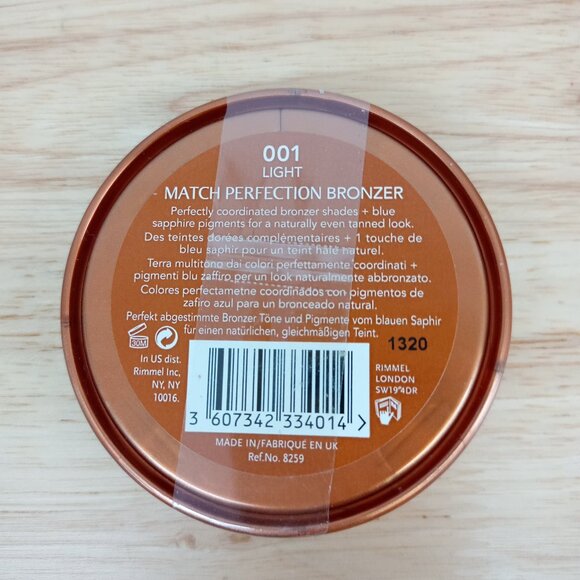 001
LIGHT
MATCH PERFECTION BRONZER
Perfectly coordinated bronzer shades + blue
sapphire pigments for a naturally even tanned look.
Des teintes dorées complémentaires + 1 touche de
bleu saphir pour un teint hâlé naturel.
Terra multitono dai colori perfettamente coordinati +
pigmenti blu zaffiro per un look naturalmente abbronzato.
Colores perfectametne coordinados con pigmentos de
zafiro azul para un bronceado natural.
Perfekt abgestimmte Bronzer Töne und Pigmente vom blauen Saphir
für einen natürlichen, gleichmäßigen Teint.
1320
30M
In US dist.
Rimmel Inc,
NY, NY
10016.
RIMMEL
LONDON
SW19 4DR
3 607342 334014 >
MADE IN/FABRIQUÉ EN UK
Ref.No. 8259